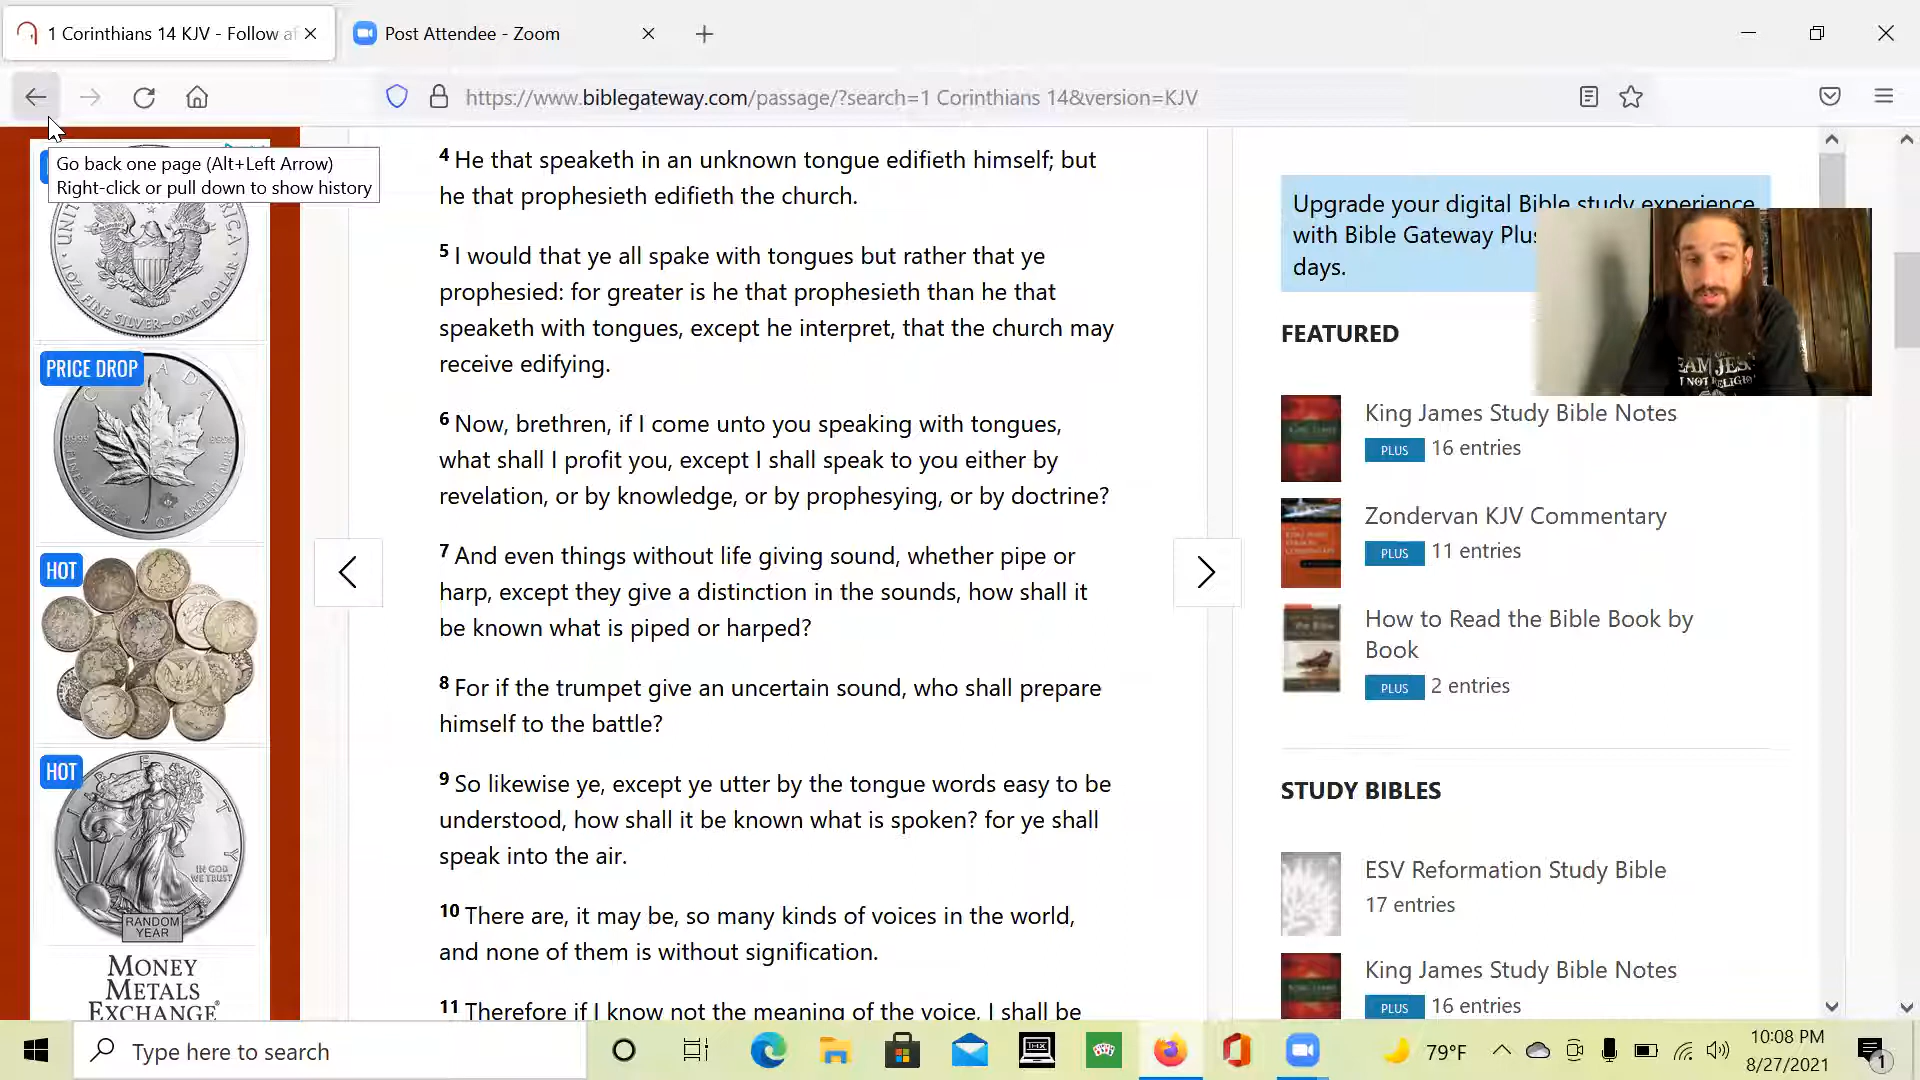 1 Corinthians 14 KJV - Follow af
Post Attendee - Zoom
https://www.biblegateway.com/passage/?search=1 Corinthians 14&version=KJV
Go back one page (Alt+Left Arrow)
Right-click or pull down to show history
1 OZ. FINE SILVER~ONE DOLLAR
PRICE DROP
HOT
HOT
IN GOD
WE TRUST
RANDOM
YEAR
MONEY
METALS
EXCHANGE
4 He that speaketh in an unknown tongue edifieth himself; but
he that prophesieth edifieth the church.
5 I would that ye all spake with tongues but rather that ye
prophesied: for greater is he that prophesieth than he that
speaketh with tongues, except he interpret, that the church may
receive edifying.
6 Now, brethren, if I come unto you speaking with tongues,
what shall I profit you, except I shall speak to you either by
revelation, or by knowledge, or by prophesying, or by doctrine?
7 And even things without life giving sound, whether pipe or
harp, except they give a distinction in the sounds, how shall it
be known what is piped or harped?
8 For if the trumpet give an uncertain sound, who shall prepare
himself to the battle?
9 So likewise ye, except ye utter by the tongue words easy to be
understood, how shall it be known what is spoken? for ye shall
speak into the air.
10 There are, it may be, so many kinds of voices in the world,
and none of them is without signification.
11 Therefore if I know not the meaning of the voice, I shall be
Upgrade your digital Bible study experience
with Bible Gateway Plus
days.
FEATURED
King James Study Bible Notes
PLUS 16 entries
Zondervan KJV Commentary
PLUS 11 entries
How to Read the Bible Book by
Book
PLUS 2 entries
STUDY BIBLES
ESV Reformation Study Bible
17 entries
King James Study Bible Notes
PLUS 16 entries
Type here to search
79°F
10:08 PM
8/27/2021
1